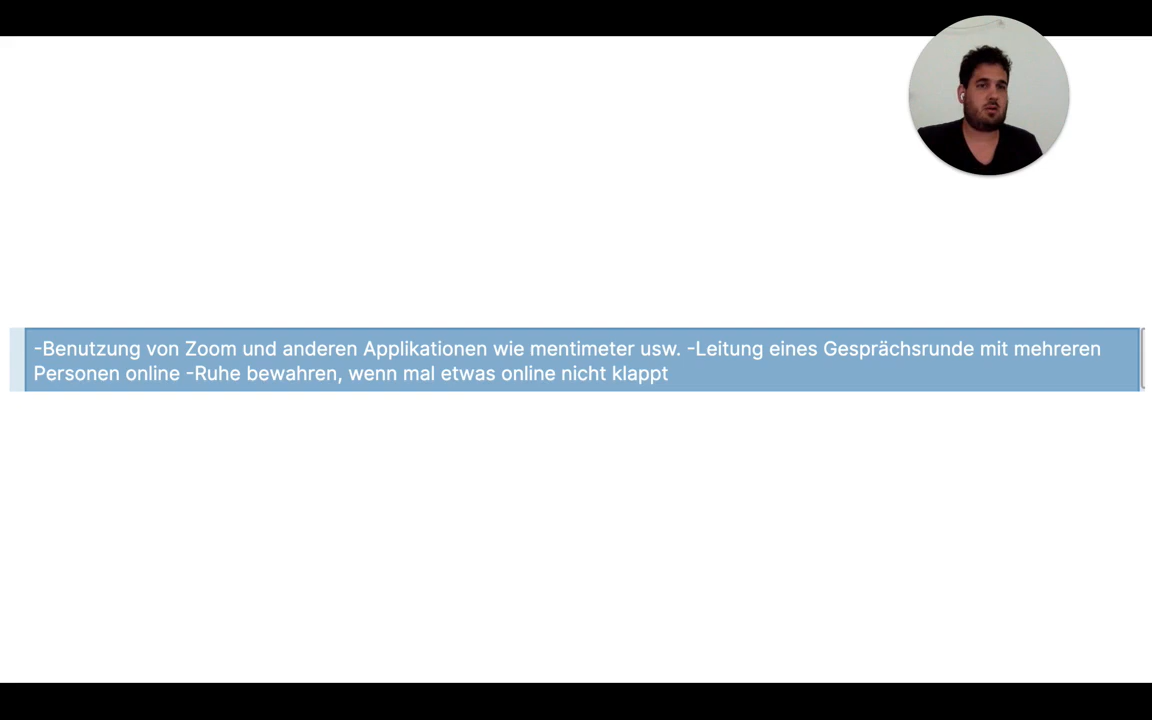 -Benutzung von Zoom und anderen Applikationen wie mentimeter usw. -Leitung eines Gesprächsrunde mit mehreren
Personen online -Ruhe bewahren, wenn mal etwas online nicht klappt